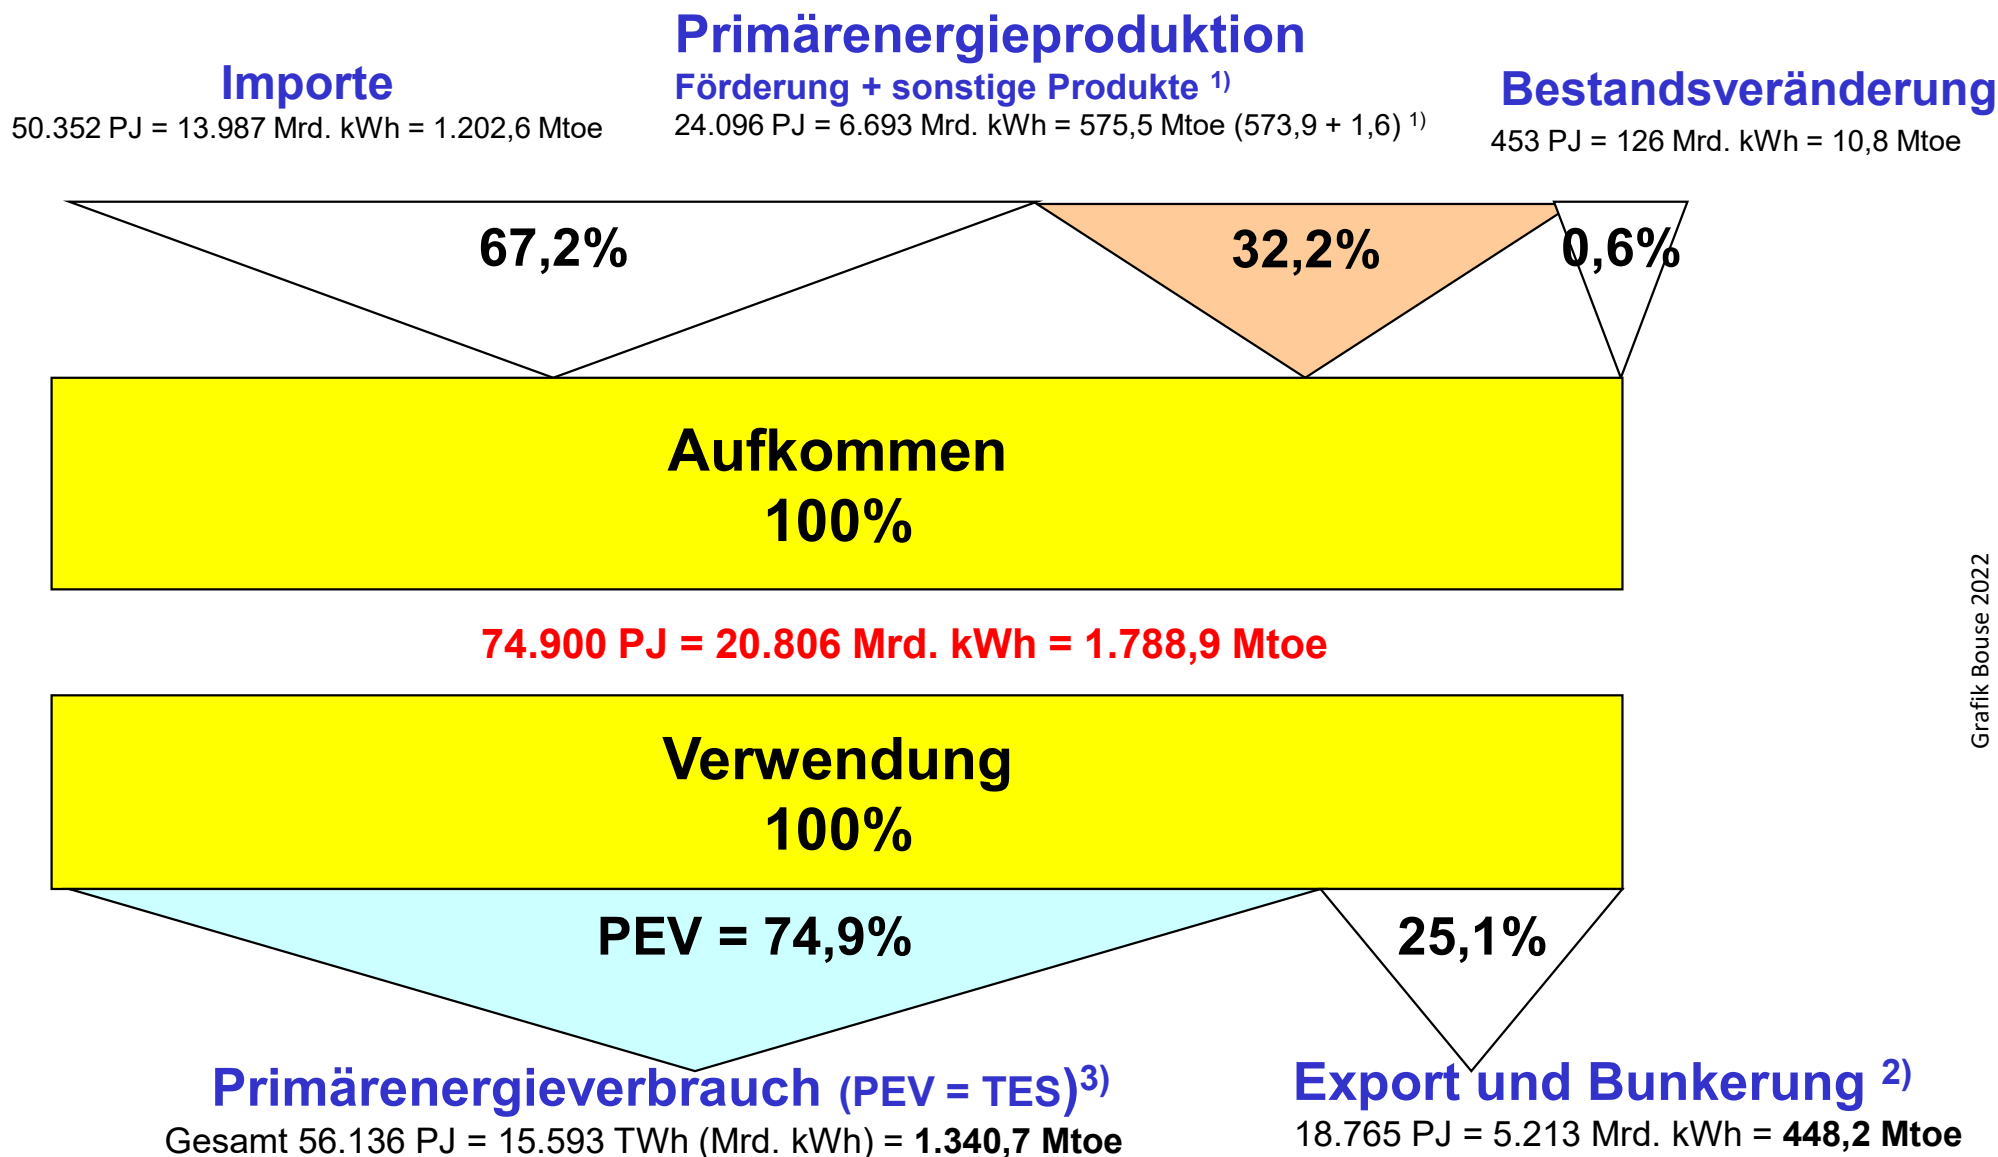 Primärenergieproduktion
Importe
Förderung + sonstige Produkte 1)
Bestandsveränderung
50.352 PJ = 13.987 Mrd. kWh = 1.202,6 Mtoe
24.096 PJ = 6.693 Mrd. kWh = 575,5 Mtoe (573,9 + 1,6) 1)
453 PJ = 126 Mrd. kWh = 10,8 Mtoe
67,2%
32,2%
0,6%
Aufkommen
100%
74.900 PJ = 20.806 Mrd. kWh = 1.788,9 Mtoe
Grafik Bouse 2022
Verwendung
100%
PEV = 74,9%
25,1%
Primärenergieverbrauch (PEV = TES)3)
Export und Bunkerung 2)
Gesamt 56.136 PJ = 15.593 TWh (Mrd. kWh) = 1.340,7 Mtoe
18.765 PJ = 5.213 Mrd. kWh = 448,2 Mtoe